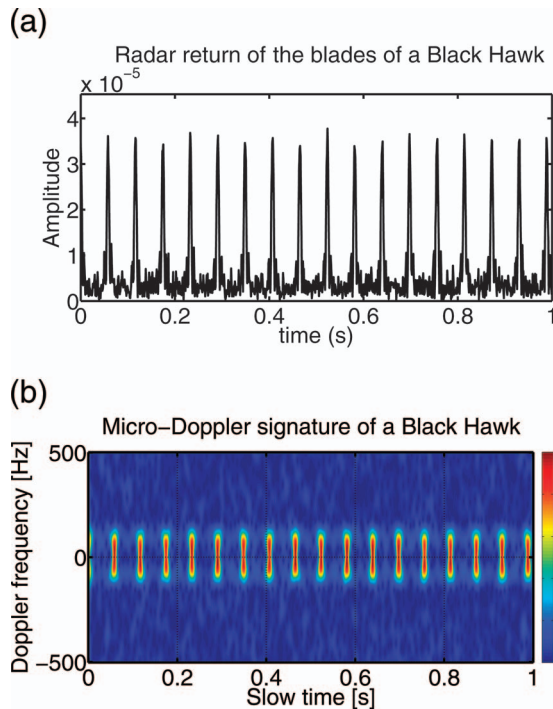 (a)
Radar return of the blades of a Black Hawk
x 10⁻⁵
4
3
2
1
0
Amplitude
0 0.2 0.4 0.6 0.8 1
time (s)
(b)
Micro-Doppler signature of a Black Hawk
500
0
-500
Doppler frequency [Hz]
0 0.2 0.4 0.6 0.8 1
Slow time [s]